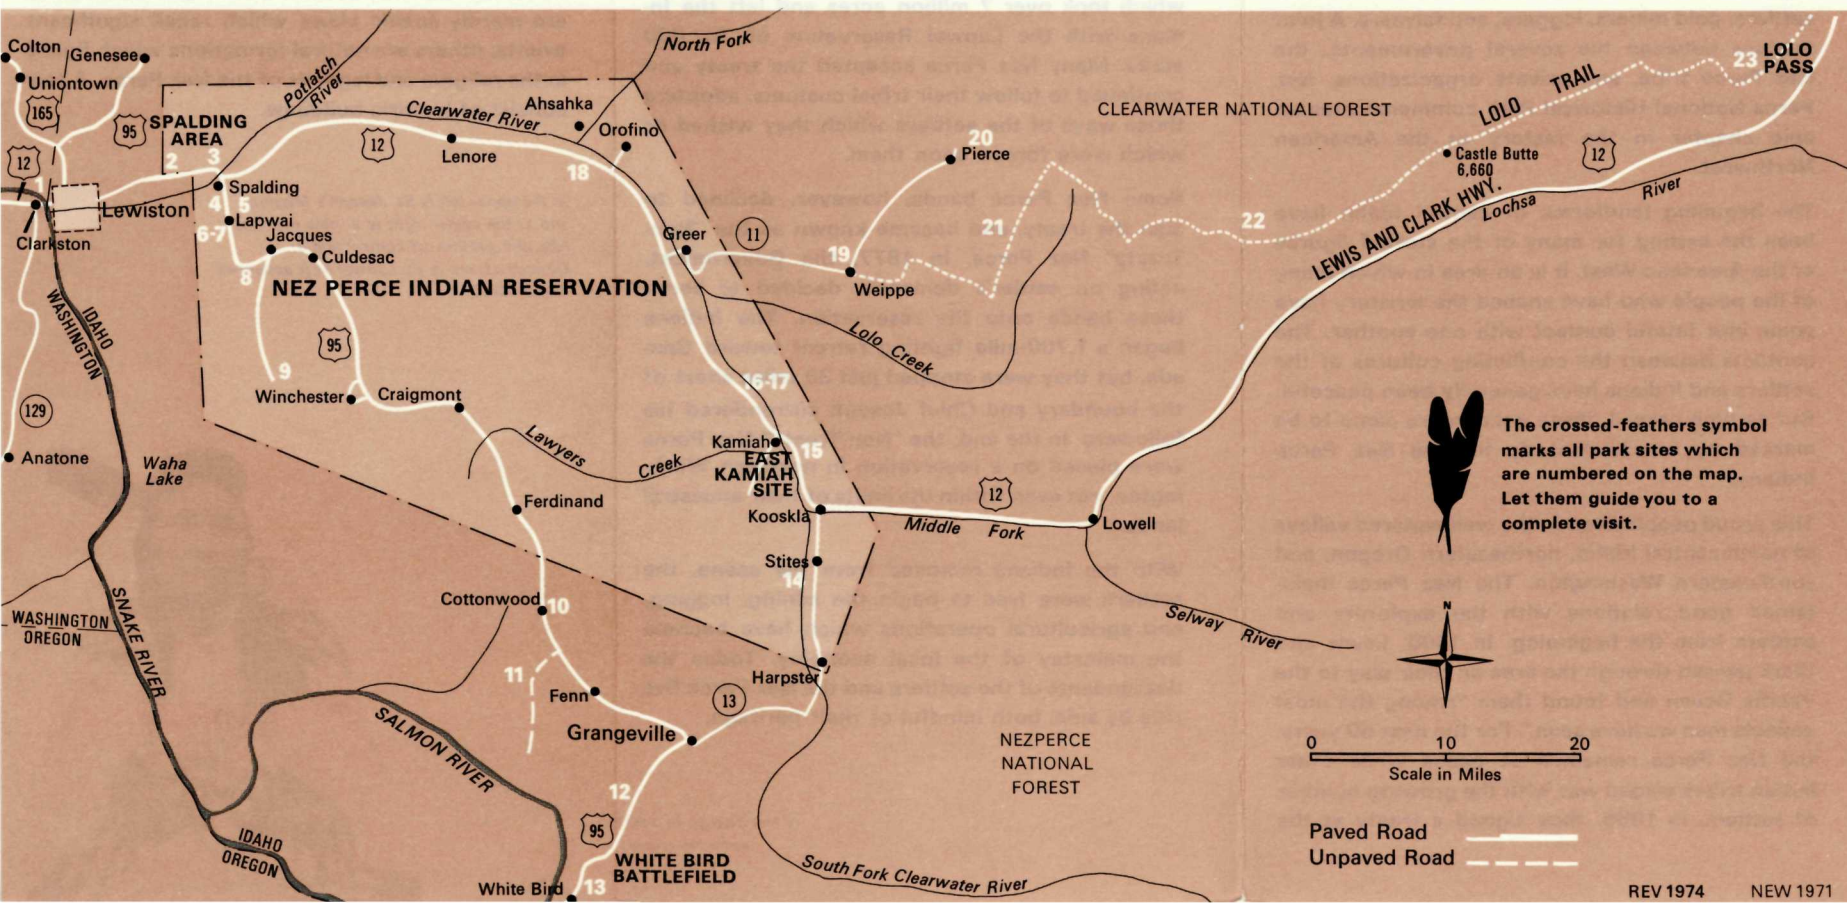 North Fork
Colton
Genesee
Uniontown
165
95
12
Potlatch
River
SPALDING
AREA
2
3
Clearwater River
Ahsahka
Orofino
12
Lenore
18
CLEARWATER NATIONAL FOREST
20
Pierce
LOLO TRAIL
23
LOLO
PASS
Castle Butte
6,660
12
1
Lewiston
Clarkston
Spalding
4 5
Lapwai
6-7
Jacques
8
Culdesac
NEZ PERCE INDIAN RESERVATION
Greer
11
19
Weippe
21
22
LEWIS AND CLARK HWY.
Lochsa
River
IDAHO
WASHINGTON
95
9
Winchester
Craigmont
Lolo
Creek
16-17
129
Anatone
Waha
Lake
Lawyers
Creek
Kamiah
15
EAST
KAMIAH
SITE
Ferdinand
Kooskla
12
Middle Fork
Lowell
The crossed-feathers symbol
marks all park sites which
are numbered on the map.
Let them guide you to a
complete visit.
Stites
14
WASHINGTON
OREGON
SNAKE RIVER
Cottonwood
10
11
Fenn
Harpster
13
Grangeville
Selway River
N
SALMON RIVER
NEZPERCE
NATIONAL
FOREST
0 10 20
Scale in Miles
12
95
IDAHO
OREGON
WHITE BIRD
BATTLEFIELD
White Bird
13
South Fork Clearwater River
Paved Road
Unpaved Road
REV 1974 NEW 1971